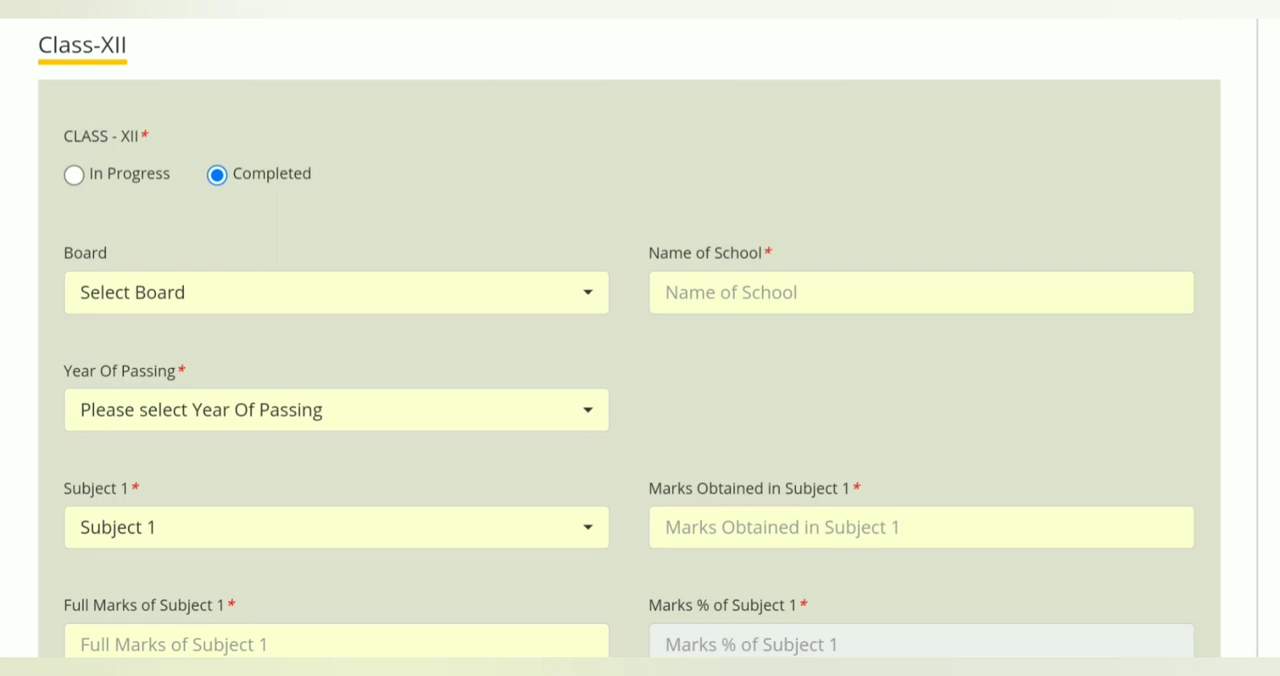 Class-XII
CLASS - XII*
In Progress Completed
Board Name of School*
Select Board Name of School
Year Of Passing*
Please select Year Of Passing
Subject 1* Marks Obtained in Subject 1*
Subject 1 Marks Obtained in Subject 1
Full Marks of Subject 1* Marks % of Subject 1*
Full Marks of Subject 1 Marks % of Subject 1